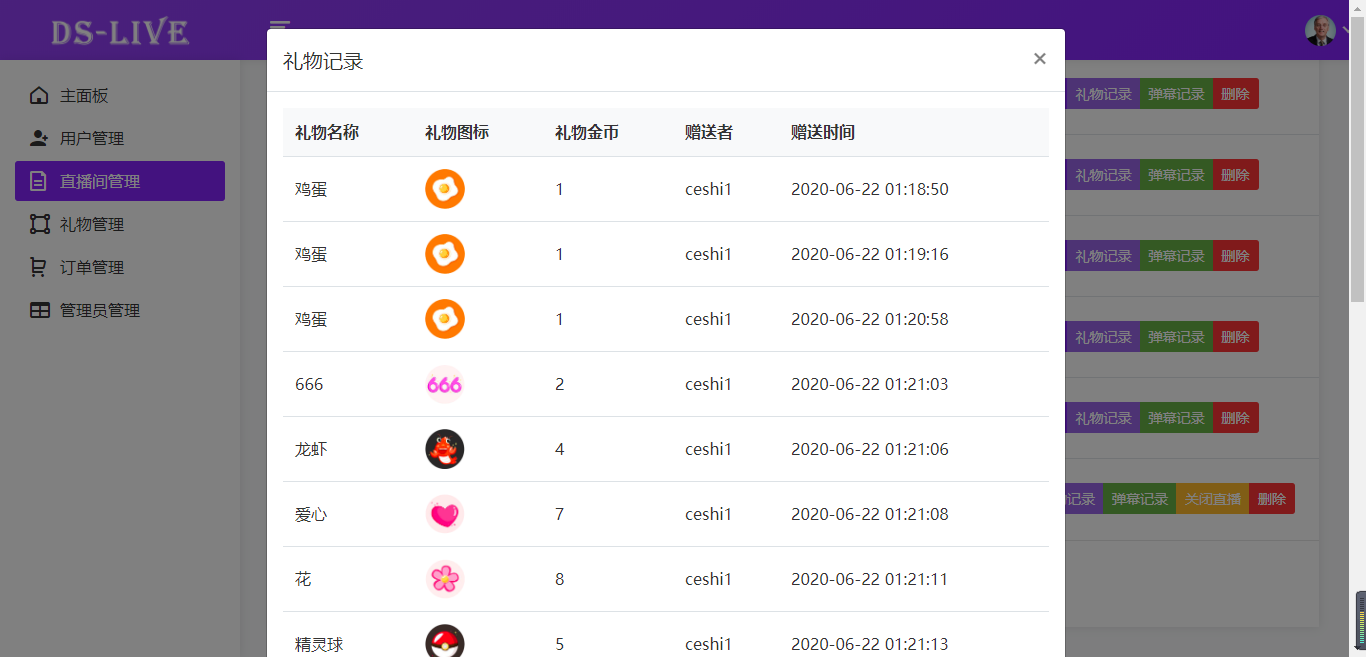 DS-LIVE
主面板
用户管理
直播间管理
礼物管理
订单管理
管理员管理
礼物记录 ×
礼物名称 礼物图标 礼物金币 赠送者 赠送时间
鸡蛋 1 ceshi1 2020-06-22 01:18:50
鸡蛋 1 ceshi1 2020-06-22 01:19:16
鸡蛋 1 ceshi1 2020-06-22 01:20:58
666 666 2 ceshi1 2020-06-22 01:21:03
龙虾 4 ceshi1 2020-06-22 01:21:06
爱心 7 ceshi1 2020-06-22 01:21:08
花 8 ceshi1 2020-06-22 01:21:11
精灵球 5 ceshi1 2020-06-22 01:21:13
礼物记录 弹幕记录 删除
礼物记录 弹幕记录 删除
礼物记录 弹幕记录 删除
礼物记录 弹幕记录 删除
礼物记录 弹幕记录 删除
记录 弹幕记录 关闭直播 删除